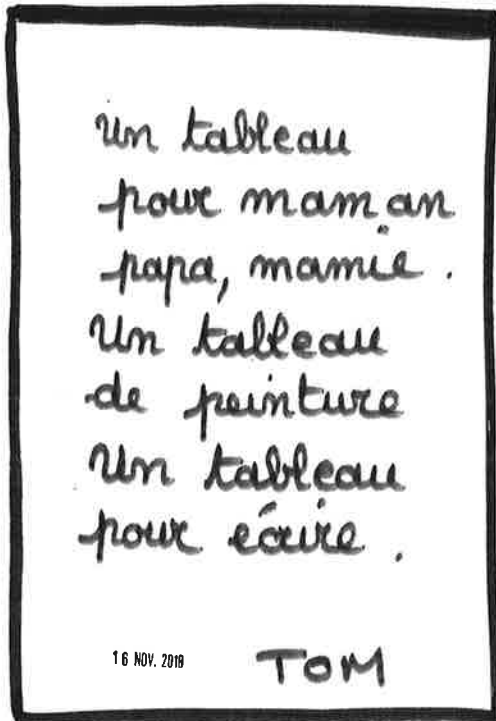 un tableau
pour maman
papa, mamie.
Un tableau
de peinture
Un tableau
pour écrire.
16 NOV. 2018
TOM